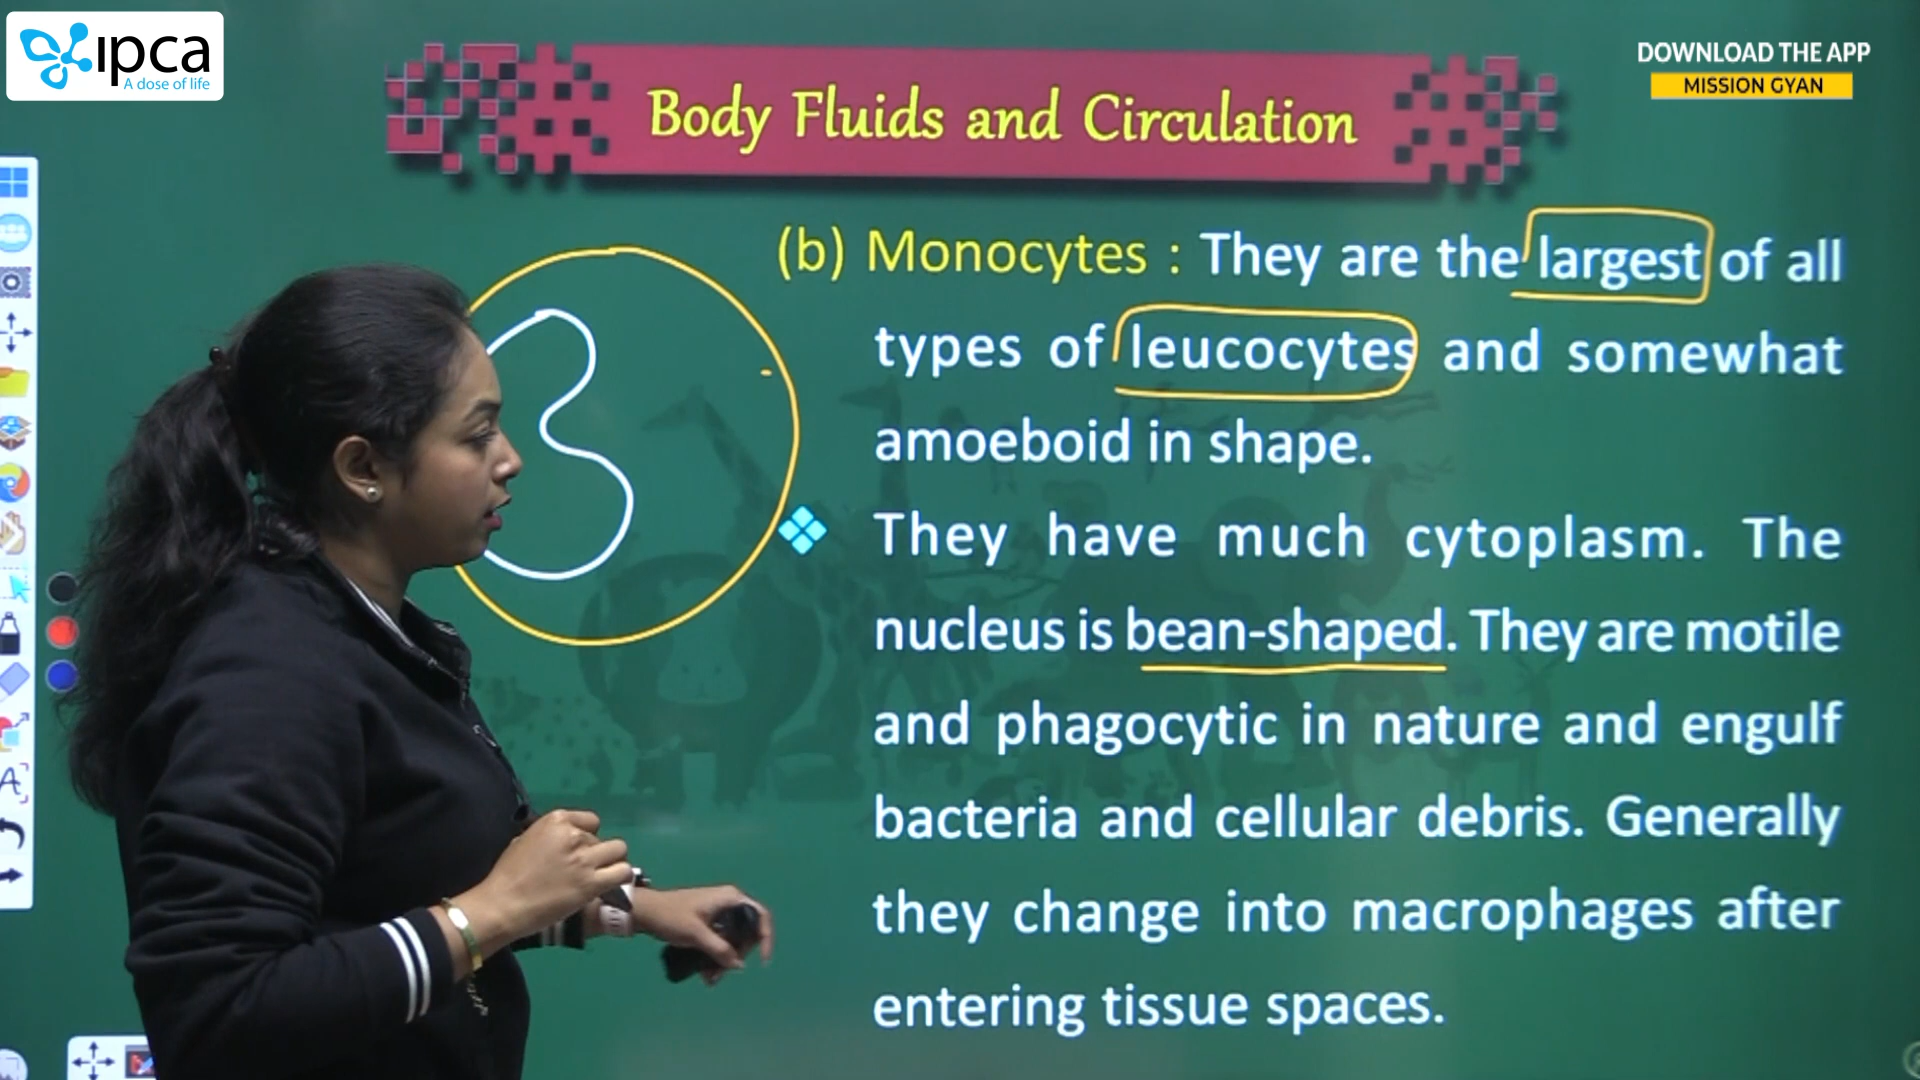 ipca
A dose of life
DOWNLOAD THE APP
MISSION GYAN
Body Fluids and Circulation
(b) Monocytes : They are the largest of all
types of leucocytes and somewhat
amoeboid in shape.
They have much cytoplasm. The
nucleus is bean-shaped. They are motile
and phagocytic in nature and engulf
bacteria and cellular debris. Generally
they change into macrophages after
entering tissue spaces.